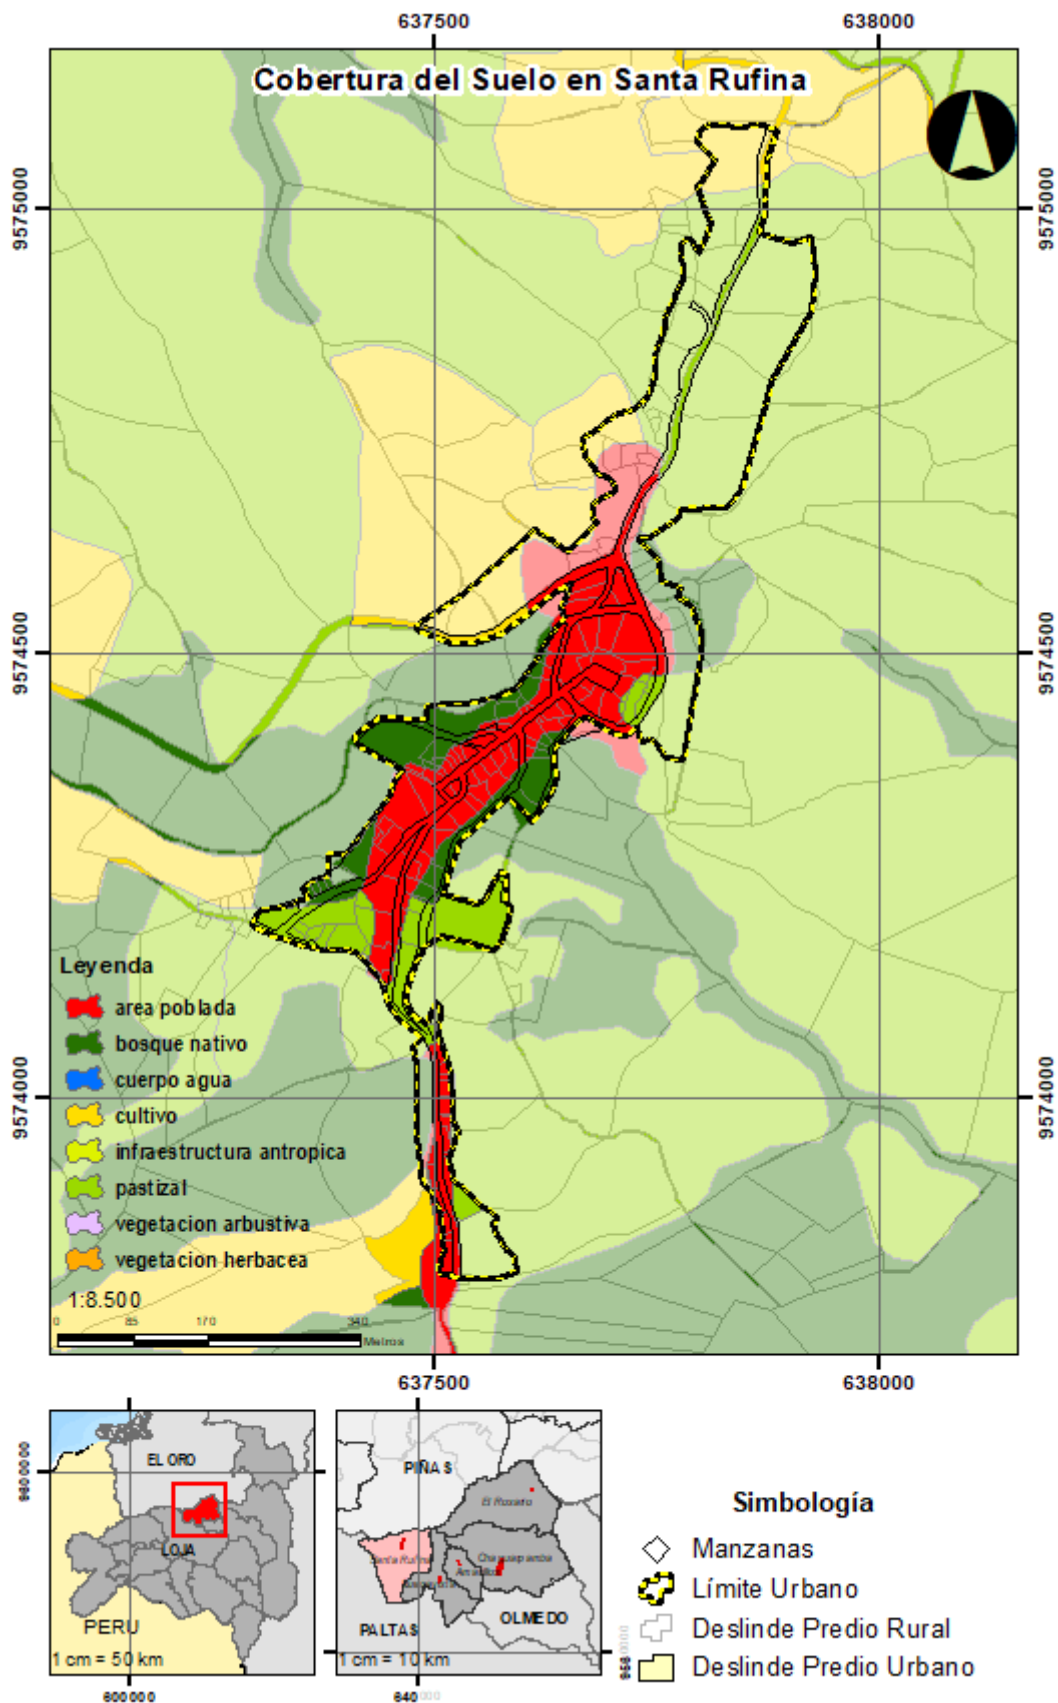 637500
638000
Cobertura del Suelo en Santa Rufina
9575000
9575000
9574500
9574500
9574000
9574000
Leyenda
area poblada
bosque nativo
cuerpo agua
cultivo
infraestructura antropica
pastizal
vegetacion arbustiva
vegetacion herbacea
1:8.500
0 85 170 340
Metros
637500
638000
EL ORO
LOJA
PERU
1 cm = 50 km
600000
PIÑAS
El Rosario
Santa Rufina
Chaguarpamba
OLMEDO
PALTAS
1 cm = 10 km
640000
Simbología
Manzanas
Límite Urbano
Deslinde Predio Rural
Deslinde Predio Urbano